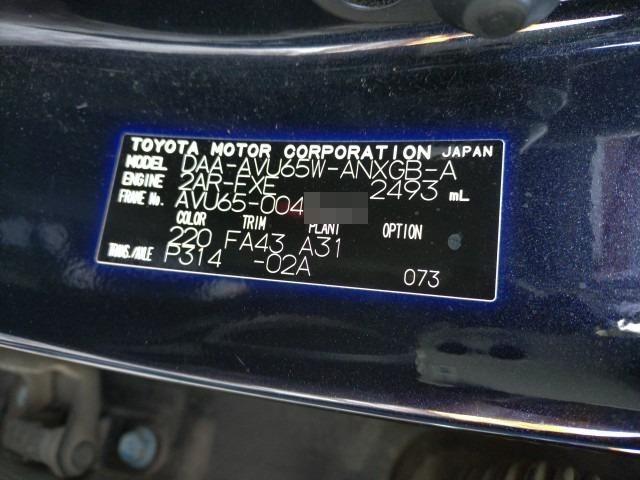 TOYOTA MOTOR CORPORATION JAPAN
MODEL DAA-AVU65W-ANXGB-A
ENGINE 2AR-FXE 2493 mL
FRAME No. AVU65-004
COLOR TRIM PLANT OPTION
220 FA43 A31
TRANS./AXLE P314 -02A 073